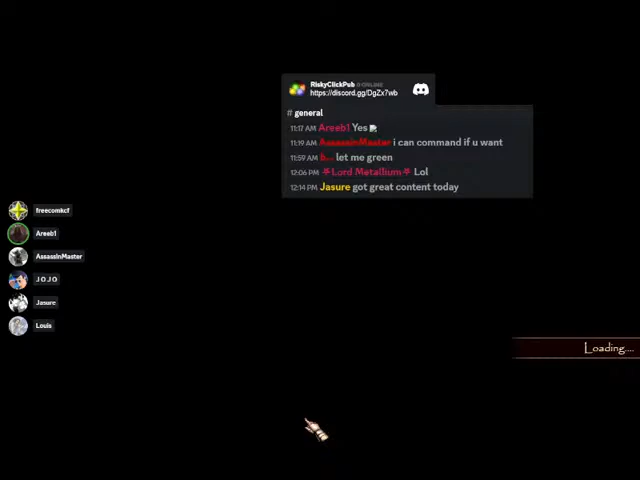 RiskyClickPub
https://discord.gg/DgZx7wb
# general
11:17 AM Areeb1 Yes
11:19 AM AssassinMaster i can command if u want
11:59 AM b... let me green
12:06 PM Lord Metallium Lol
12:14 PM Jasure got great content today
freecomkcf
Areeb1
AssassinMaster
J O J O
Jasure
Louis
Loading....